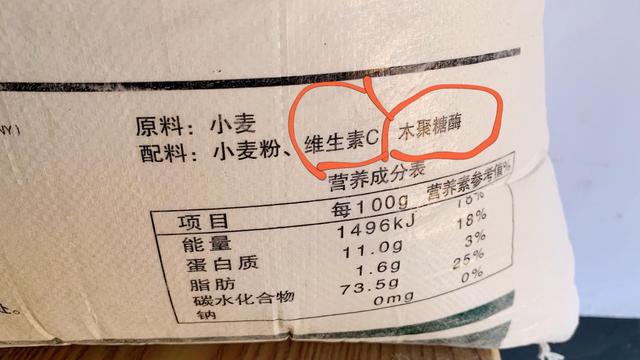 NY)
原料：小麦
配料：小麦粉、维生素C 木聚糖酶
营养成分表
项目 每100g 营养素参考值%
能量 1496kJ 18%
蛋白质 11.0g 18%
脂肪 1.6g 3%
碳水化合物 73.5g 25%
钠 0mg 0%